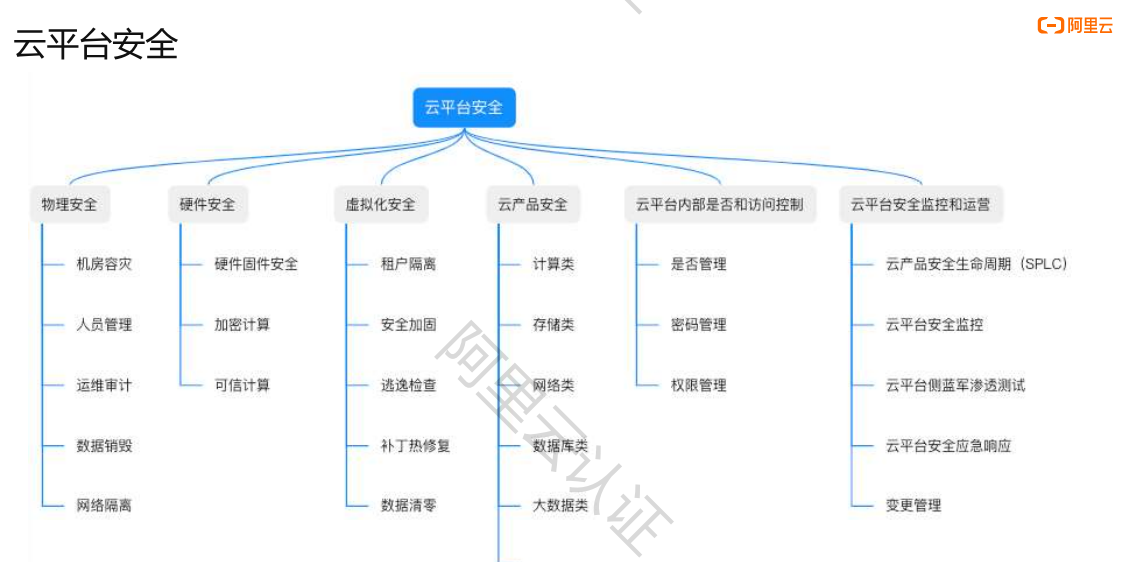 阿里云
云平台安全
云平台安全
物理安全
硬件安全
虚拟化安全
云产品安全
云平台内部是否和访问控制
云平台安全监控和运营
机房容灾
硬件固件安全
租户隔离
计算类
是否管理
云产品安全生命周期（SPLC）
人员管理
加密计算
安全加固
存储类
密码管理
云平台安全监控
运维审计
可信计算
逃逸检查
网络类
权限管理
云平台侧蓝军渗透测试
数据销毁
补丁热修复
数据库类
云平台安全应急响应
网络隔离
数据清零
大数据类
变更管理
阿里云认证